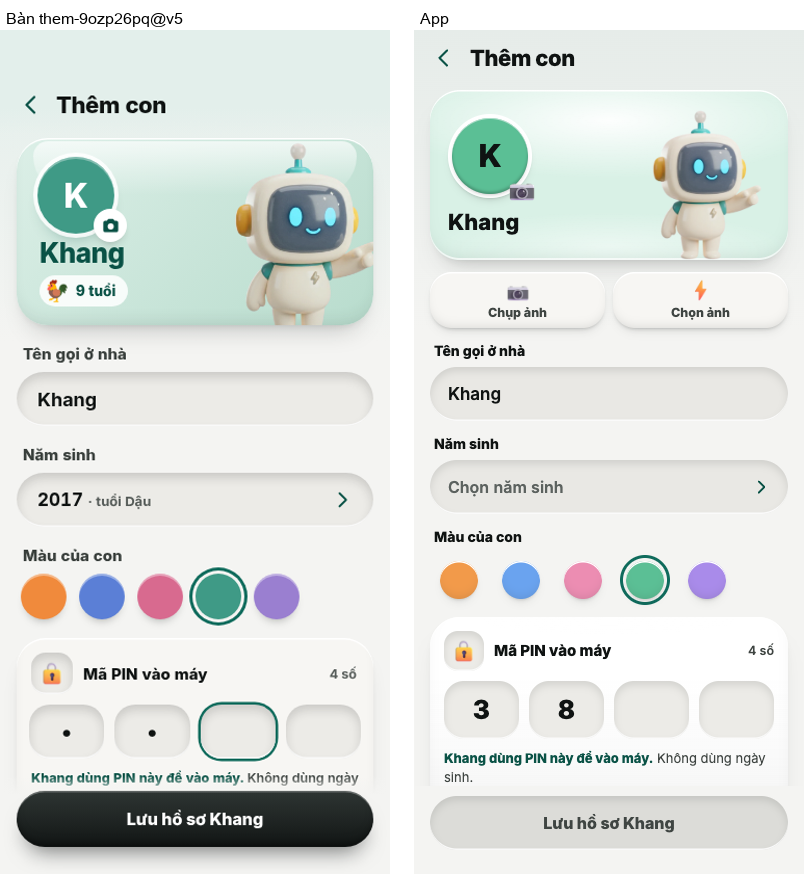 Bản them-9ozp26pq@v5
Thêm con
K
Khang
9 tuổi
Tên gọi ở nhà
Khang
Năm sinh
2017 · tuổi Dậu
Màu của con
Mã PIN vào máy
4 số
Khang dùng PIN này để vào máy. Không dùng ngày
Lưu hồ sơ Khang
App
Thêm con
K
Khang
Chụp ảnh
Chọn ảnh
Tên gọi ở nhà
Khang
Năm sinh
Chọn năm sinh
Màu của con
Mã PIN vào máy
4 số
3 8
Khang dùng PIN này để vào máy. Không dùng ngày
sinh.
Lưu hồ sơ Khang